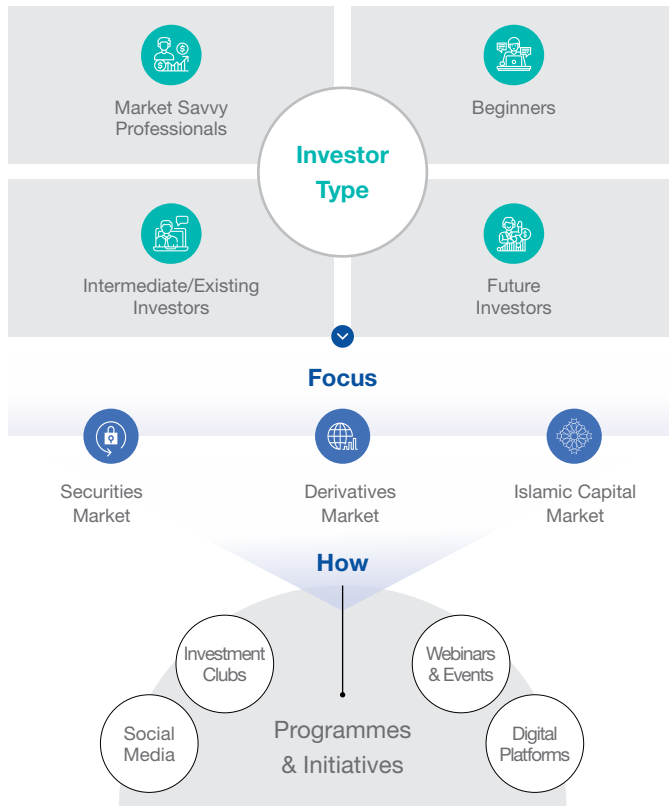 Market Savvy
Professionals
Beginners
Investor
Type
Intermediate/Existing
Investors
Future
Investors
Focus
Securities
Market
Derivatives
Market
Islamic Capital
Market
How
Investment
Clubs
Webinars
& Events
Social
Media
Programmes
& Initiatives
Digital
Platforms